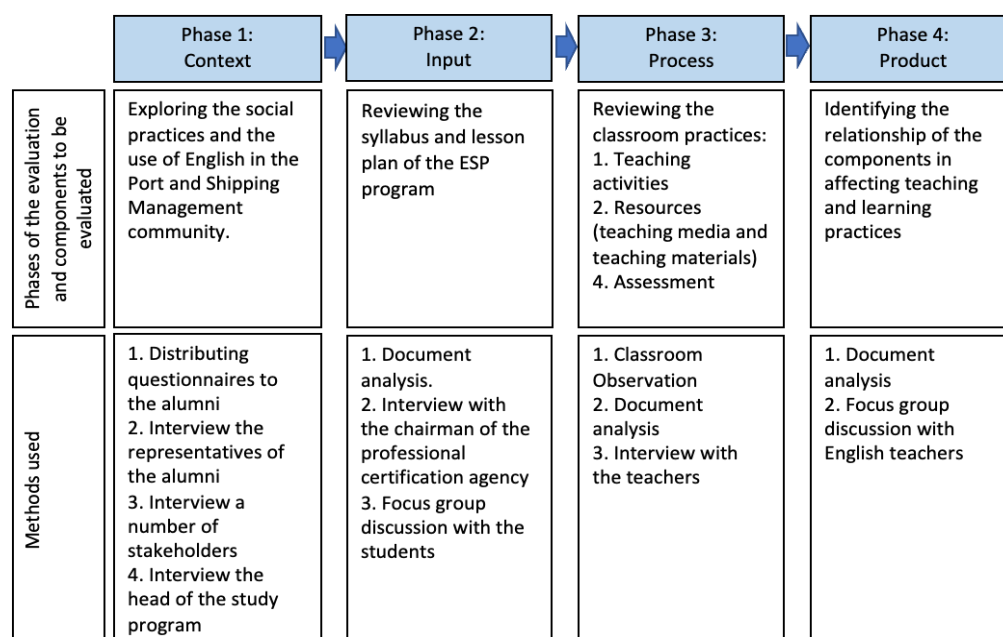 Phase 1:
Context
Phase 2:
Input
Phase 3:
Process
Phase 4:
Product
Phases of the evaluation
and components to be
evaluated
Exploring the social
practices and the
use of English in the
Port and Shipping
Management
community.
Reviewing the
syllabus and lesson
plan of the ESP
program
Reviewing the
classroom practices:
1. Teaching
activities
2. Resources
(teaching media and
teaching materials)
4. Assessment
Identifying the
relationship of the
components in
affecting teaching
and learning
practices
Methods used
1. Distributing
questionnaires to
the alumni
2. Interview the
representatives of
the alumni
3. Interview a
number of
stakeholders
4. Interview the
head of the study
program
1. Document
analysis.
2. Interview with
the chairman of the
professional
certification agency
3. Focus group
discussion with the
students
1. Classroom
Observation
2. Document
analysis
3. Interview with
the teachers
1. Document
analysis
2. Focus group
discussion with
English teachers